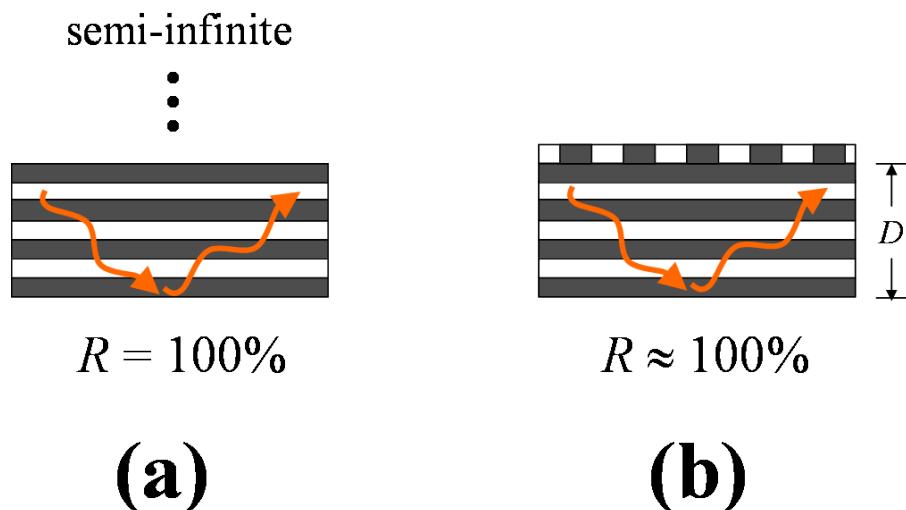 semi-infinite
D
R = 100%
R ≈ 100%
(a)
(b)